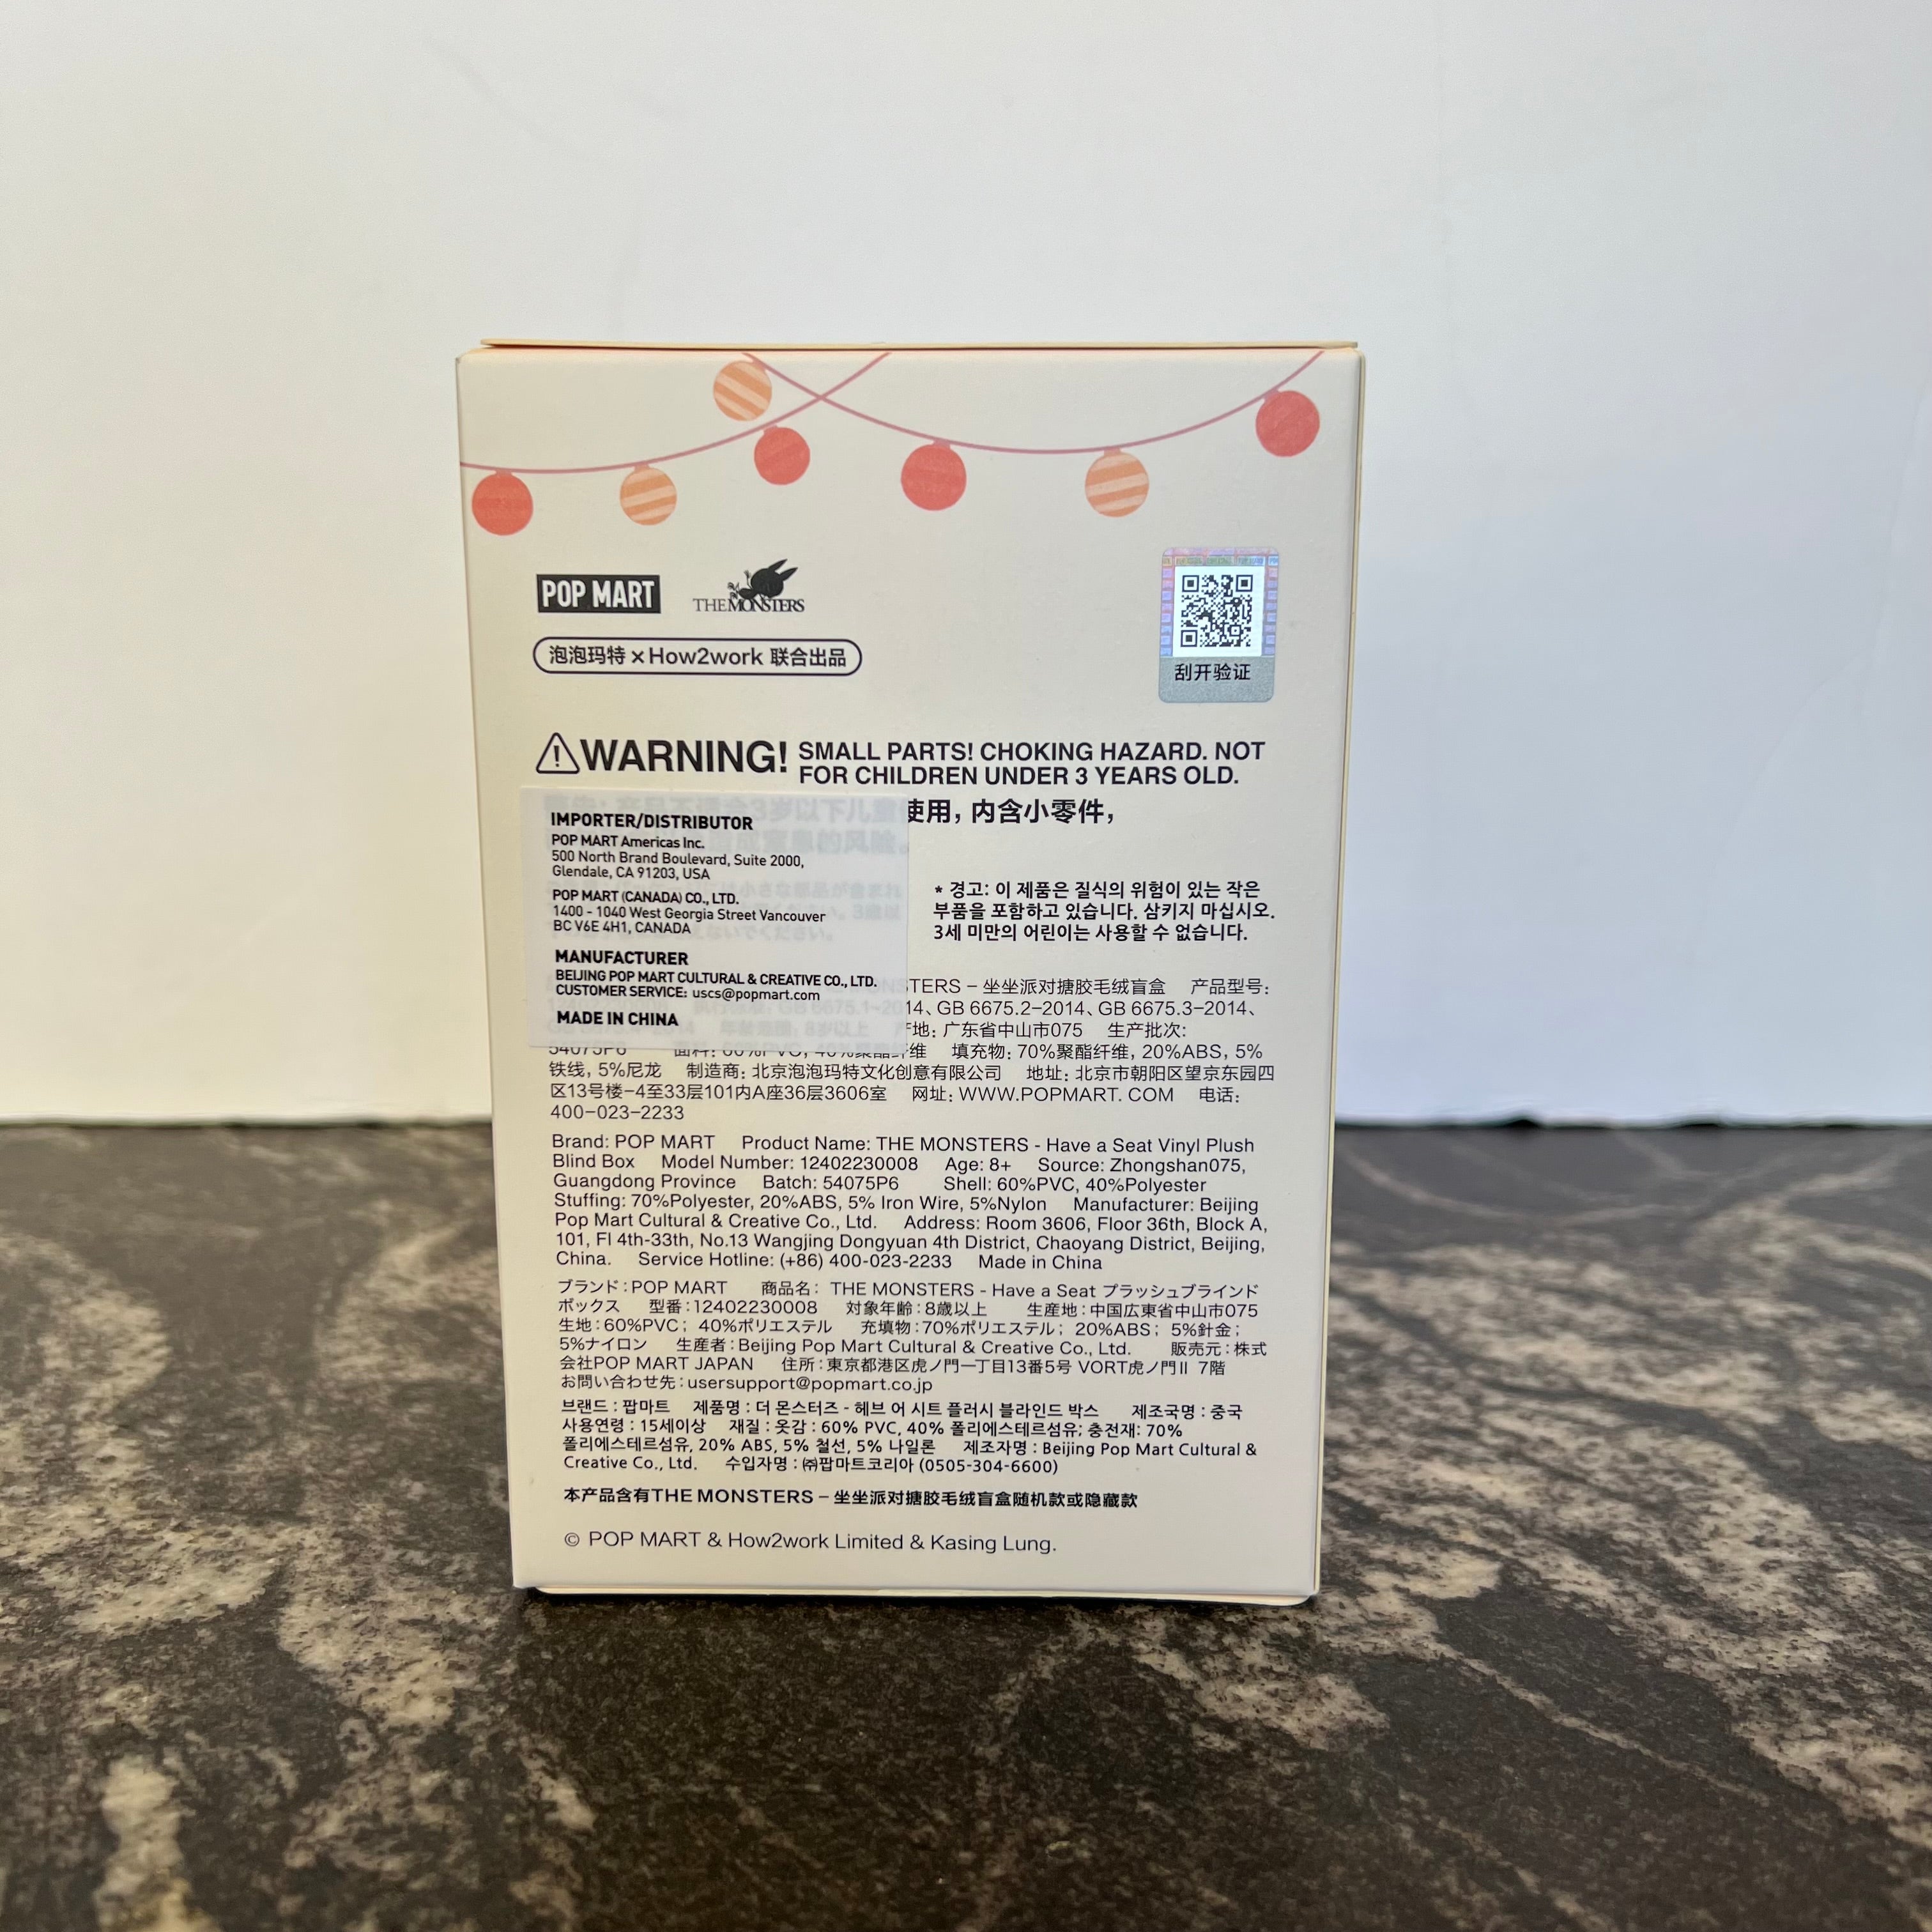 POP MART
THE MONSTERS
泡泡玛特 × How2work 联合出品
刮开验证
WARNING! SMALL PARTS! CHOKING HAZARD. NOT
FOR CHILDREN UNDER 3 YEARS OLD.
使用，内含小零件，
IMPORTER/DISTRIBUTOR
POP MART Americas Inc.
500 North Brand Boulevard, Suite 2000,
Glendale, CA 91203, USA
POP MART (CANADA) CO., LTD.
1400 - 1040 West Georgia Street Vancouver
BC V6E 4H1, CANADA
MANUFACTURER
BEIJING POP MART CULTURAL & CREATIVE CO., LTD.
CUSTOMER SERVICE: uscs@popmart.com
MADE IN CHINA
* 경고: 이 제품은 질식의 위험이 있는 작은
부품을 포함하고 있습니다. 삼키지 마십시오.
3세 미만의 어린이는 사용할 수 없습니다.
STERS – 坐坐派对搪胶毛绒盲盒 产品型号:
14、GB 6675.2–2014、GB 6675.3–2014、
产地: 广东省中山市075 生产批次:
54075P6 面料: 60%PVC, 40%聚酯纤维 填充物: 70%聚酯纤维, 20%ABS, 5%
铁线, 5%尼龙 制造商: 北京泡泡玛特文化创意有限公司 地址: 北京市朝阳区望京东园四
区13号楼–4至33层101内A座36层3606室 网址: WWW.POPMART. COM 电话:
400–023–2233
Brand: POP MART Product Name: THE MONSTERS - Have a Seat Vinyl Plush
Blind Box Model Number: 12402230008 Age: 8+ Source: Zhongshan075,
Guangdong Province Batch: 54075P6 Shell: 60%PVC, 40%Polyester
Stuffing: 70%Polyester, 20%ABS, 5% Iron Wire, 5%Nylon Manufacturer: Beijing
Pop Mart Cultural & Creative Co., Ltd. Address: Room 3606, Floor 36th, Block A,
101, Fl 4th-33th, No.13 Wangjing Dongyuan 4th District, Chaoyang District, Beijing,
China. Service Hotline: (+86) 400-023-2233 Made in China
ブランド：POP MART 商品名： THE MONSTERS - Have a Seat プラッシュブラインド
ボックス 型番：12402230008 対象年齢：8歳以上 生産地：中国広東省中山市075
生地：60%PVC； 40%ポリエステル 充填物：70%ポリエステル； 20%ABS； 5%針金；
5%ナイロン 生産者：Beijing Pop Mart Cultural & Creative Co., Ltd. 販売元：株式
会社POP MART JAPAN 住所：東京都港区虎ノ門一丁目13番5号 VORT虎ノ門Ⅱ 7階
お問い合わせ先：usersupport@popmart.co.jp
브랜드 : 팝마트 제품명 : 더 몬스터즈 - 헤브 어 시트 플러시 블라인드 박스 제조국명 : 중국
사용연령 : 15세이상 재질 : 옷감 : 60% PVC, 40% 폴리에스테르섬유; 충전재: 70%
폴리에스테르섬유, 20% ABS, 5% 철선, 5% 나일론 제조자명 : Beijing Pop Mart Cultural &
Creative Co., Ltd. 수입자명 : ㈜팝마트코리아 (0505-304-6600)
本产品含有THE MONSTERS – 坐坐派对搪胶毛绒盲盒随机款或隐藏款
© POP MART & How2work Limited & Kasing Lung.